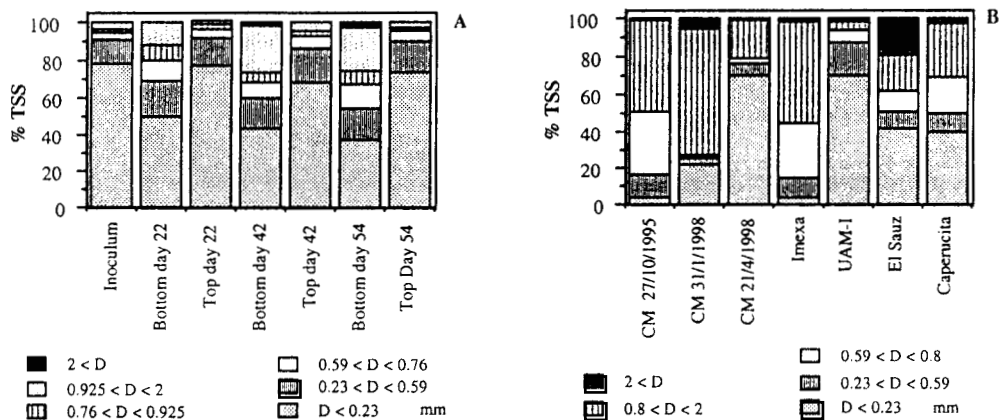 A
% TSS
100
80
60
40
20
0
Inoculum
Bottom day 22
Top day 22
Bottom day 42
Top day 42
Bottom day 54
Top Day 54
2 < D
0.925 < D < 2
0.76 < D < 0.925
0.59 < D < 0.76
0.23 < D < 0.59
D < 0.23 mm
B
% TSS
100
80
60
40
20
0
CM 27/10/1995
CM 31/1/1998
CM 21/4/1998
Imexa
UAM-I
El Sauz
Caperucita
2 < D
0.8 < D < 2
0.59 < D < 0.8
0.23 < D < 0.59
D < 0.23 mm